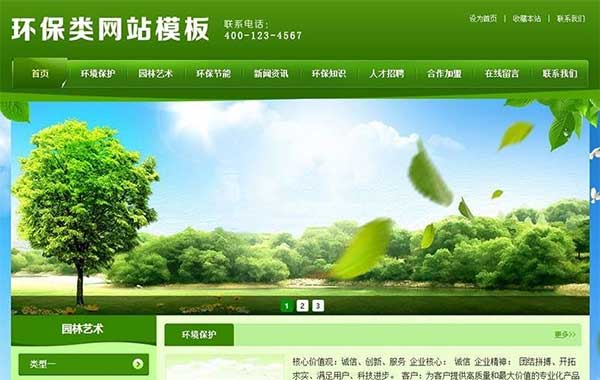 环保类网站模板
联系电话：
400-123-4567
设为首页 | 收藏本站 | 联系我们
首页 环境保护 园林艺术 环保节能 新闻资讯 环保知识 人才招聘 合作加盟 在线留言 联系我们
1 2 3
园林艺术
类型一
环境保护
更多>>
核心价值观：诚信、创新、服务 企业核心： 诚信 企业精神： 团结拼搏、开拓
求实、满足用户、科技进步。 客户：为客户提供高质量和最大价值的专业化产品